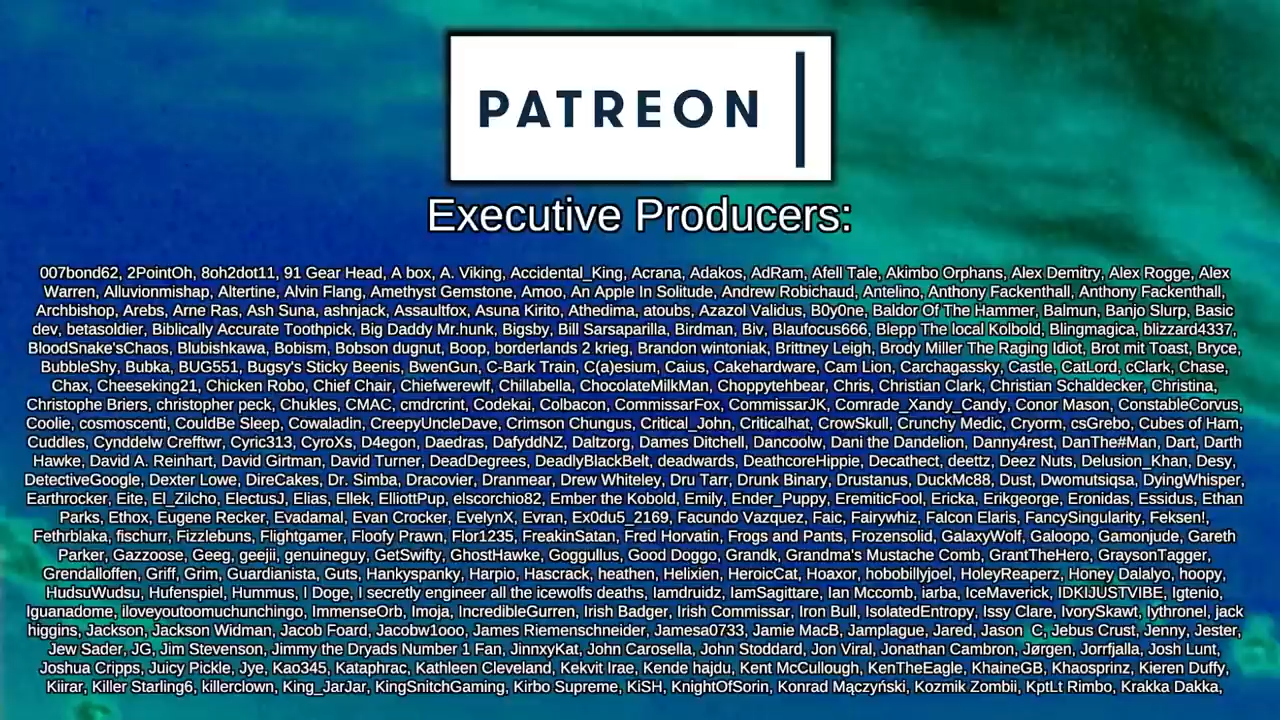 PATREON
Executive Producers:
007bond62, 2PointOh, 8oh2dot11, 91 Gear Head, A box, A. Viking, Accidental_King, Acrana, Adakos, AdRam, Afell Tale, Akimbo Orphans, Alex Demitry, Alex Rogge, Alex
Warren, Alluvionmishap, Altertine, Alvin Flang, Amethyst Gemstone, Amoo, An Apple In Solitude, Andrew Robichaud, Antelino, Anthony Fackenthall, Anthony Fackenthall,
Archbishop, Arebs, Arne Ras, Ash Suna, ashnjack, Assaultfox, Asuna Kirito, Athedima, atoubs, Azazol Validus, B0y0ne, Baldor Of The Hammer, Balmun, Banjo Slurp, Basic
dev, betasoldier, Biblically Accurate Toothpick, Big Daddy Mr.hunk, Bigsby, Bill Sarsaparilla, Birdman, Biv, Blaufocus666, Blepp The local Kolbold, Blingmagica, blizzard4337,
BloodSnake'sChaos, Blubishkawa, Bobism, Bobson dugnut, Boop, borderlands 2 krieg, Brandon wintoniak, Brittney Leigh, Brody Miller The Raging Idiot, Brot mit Toast, Bryce,
BubbleShy, Bubka, BUG551, Bugsy's Sticky Beenis, BwenGun, C-Bark Train, C(a)esium, Caius, Cakehardware, Cam Lion, Carchagassky, Castle, CatLord, cClark, Chase,
Chax, Cheeseking21, Chicken Robo, Chief Chair, Chiefwerewlf, Chillabella, ChocolateMilkMan, Choppytehbear, Chris, Christian Clark, Christian Schaldecker, Christina,
Christophe Briers, christopher peck, Chukles, CMAC, cmdrcrint, Codekai, Colbacon, CommissarFox, CommissarJK, Comrade_Xandy_Candy, Conor Mason, ConstableCorvus,
Coolie, cosmoscenti, CouldBe Sleep, Cowaladin, CreepyUncleDave, Crimson Chungus, Critical_John, Criticalhat, CrowSkull, Crunchy Medic, Cryorm, csGrebo, Cubes of Ham,
Cuddles, Cynddelw Crefftwr, Cyric313, CyroXs, D4egon, Daedras, DafyddNZ, Daltzorg, Dames Ditchell, Dancoolw, Dani the Dandelion, Danny4rest, DanThe#Man, Dart, Darth
Hawke, David A. Reinhart, David Girtman, David Turner, DeadDegrees, DeadlyBlackBelt, deadwards, DeathcoreHippie, Decathect, deettz, Deez Nuts, Delusion_Khan, Desy,
DetectiveGoogle, Dexter Lowe, DireCakes, Dr. Simba, Dracovier, Dranmear, Drew Whiteley, Dru Tarr, Drunk Binary, Drustanus, DuckMc88, Dust, Dwomutsiqsa, DyingWhisper,
Earthrocker, Eite, El_Zilcho, ElectusJ, Elias, Ellek, ElliottPup, elscorchio82, Ember the Kobold, Emily, Ender_Puppy, EremiticFool, Ericka, Erikgeorge, Eronidas, Essidus, Ethan
Parks, Ethox, Eugene Recker, Evadamal, Evan Crocker, EvelynX, Evran, Ex0du5_2169, Facundo Vazquez, Faic, Fairywhiz, Falcon Elaris, FancySingularity, Feksen!,
Fethrblaka, fischurr, Fizzlebuns, Flightgamer, Floofy Prawn, Flor1235, FreakinSatan, Fred Horvatin, Frogs and Pants, Frozensolid, GalaxyWolf, Galoopo, Gamonjude, Gareth
Parker, Gazzoose, Geeg, geejii, genuineguy, GetSwifty, GhostHawke, Goggullus, Good Doggo, Grandk, Grandma's Mustache Comb, GrantTheHero, GraysonTagger,
Grendalloffen, Griff, Grim, Guardianista, Guts, Hankyspanky, Harpio, Hascrack, heathen, Helixien, HeroicCat, Hoaxor, hobobillyjoel, HoleyReaperz, Honey Dalalyo, hoopy,
HudsuWudsu, Hufenspiel, Hummus, I Doge, I secretly engineer all the icewolfs deaths, Iamdruidz, IamSagittare, Ian Mccomb, iarba, IceMaverick, IDKIJUSTVIBE, Igtenio,
Iguanadome, iloveyoutoomuchunchingo, ImmenseOrb, Imoja, IncredibleGurren, Irish Badger, Irish Commissar, Iron Bull, IsolatedEntropy, Issy Clare, IvorySkawt, Iythronel, jack
higgins, Jackson, Jackson Widman, Jacob Foard, Jacobw1ooo, James Riemenschneider, Jamesa0733, Jamie MacB, Jamplague, Jared, Jason_C, Jebus Crust, Jenny, Jester,
Jew Sader, JG, Jim Stevenson, Jimmy the Dryads Number 1 Fan, JinnxyKat, John Carosella, John Stoddard, Jon Viral, Jonathan Cambron, Jørgen, Jorrfjalla, Josh Lunt,
Joshua Cripps, Juicy Pickle, Jye, Kao345, Kataphrac, Kathleen Cleveland, Kekvit Irae, Kende hajdu, Kent McCullough, KenTheEagle, KhaineGB, Khaosprinz, Kieren Duffy,
Kiirar, Killer Starling6, killerclown, King_JarJar, KingSnitchGaming, Kirbo Supreme, KiSH, KnightOfSorin, Konrad Mączyński, Kozmik Zombii, KptLt Rimbo, Krakka Dakka,